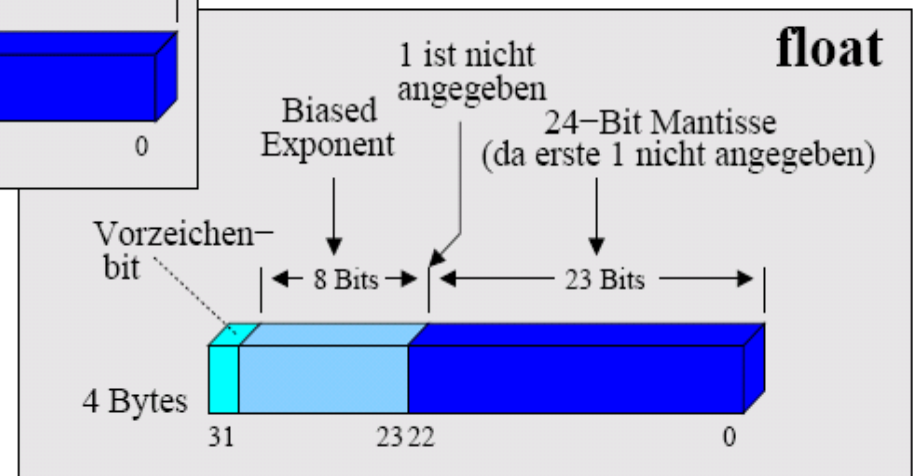 float
1 ist nicht
angegeben
Biased
Exponent
24-Bit Mantisse
(da erste 1 nicht angegeben)
0
Vorzeichen-
bit
8 Bits
23 Bits
4 Bytes
31
23 22
0